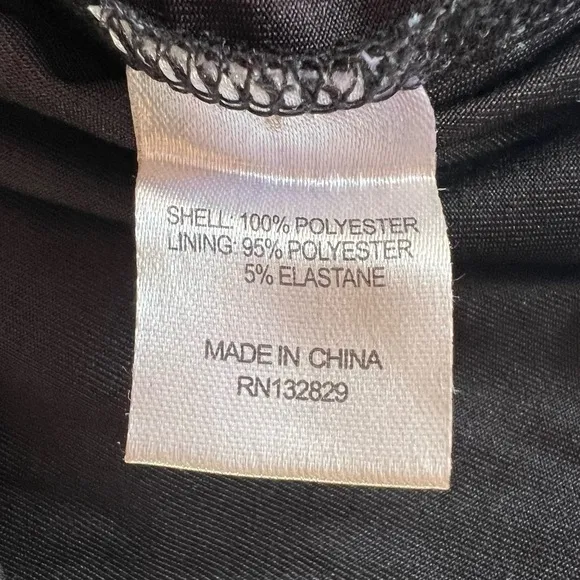 SHELL: 100% POLYESTER
LINING: 95% POLYESTER
5% ELASTANE
MADE IN CHINA
RN132829